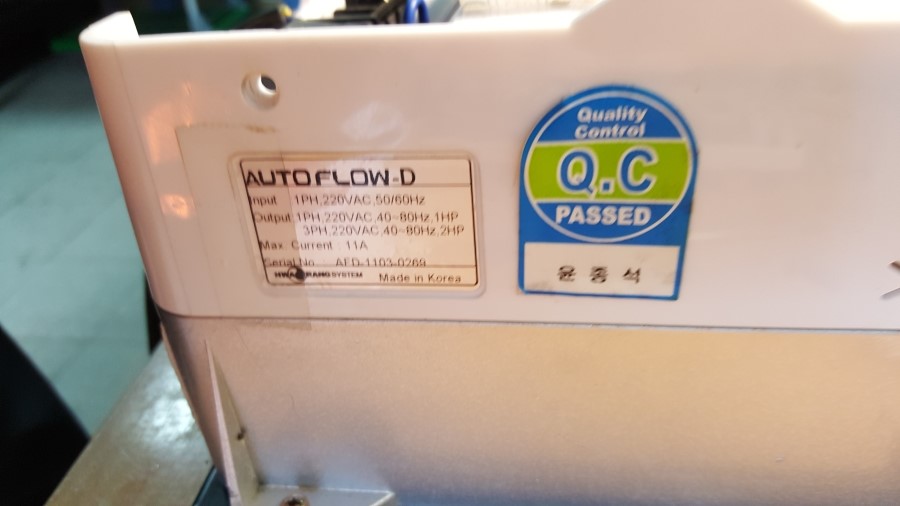 AUTO FLOW-D
Input 1PH,220VAC,50/60Hz
Output 1PH,220VAC,40~80Hz,1HP
3PH,220VAC,40~80Hz,2HP
Max. Current 11A
Serial No. AFD-1103-0269
SYSTEM Made in Korea
Quality
Control
Q.C
PASSED
윤 종 석